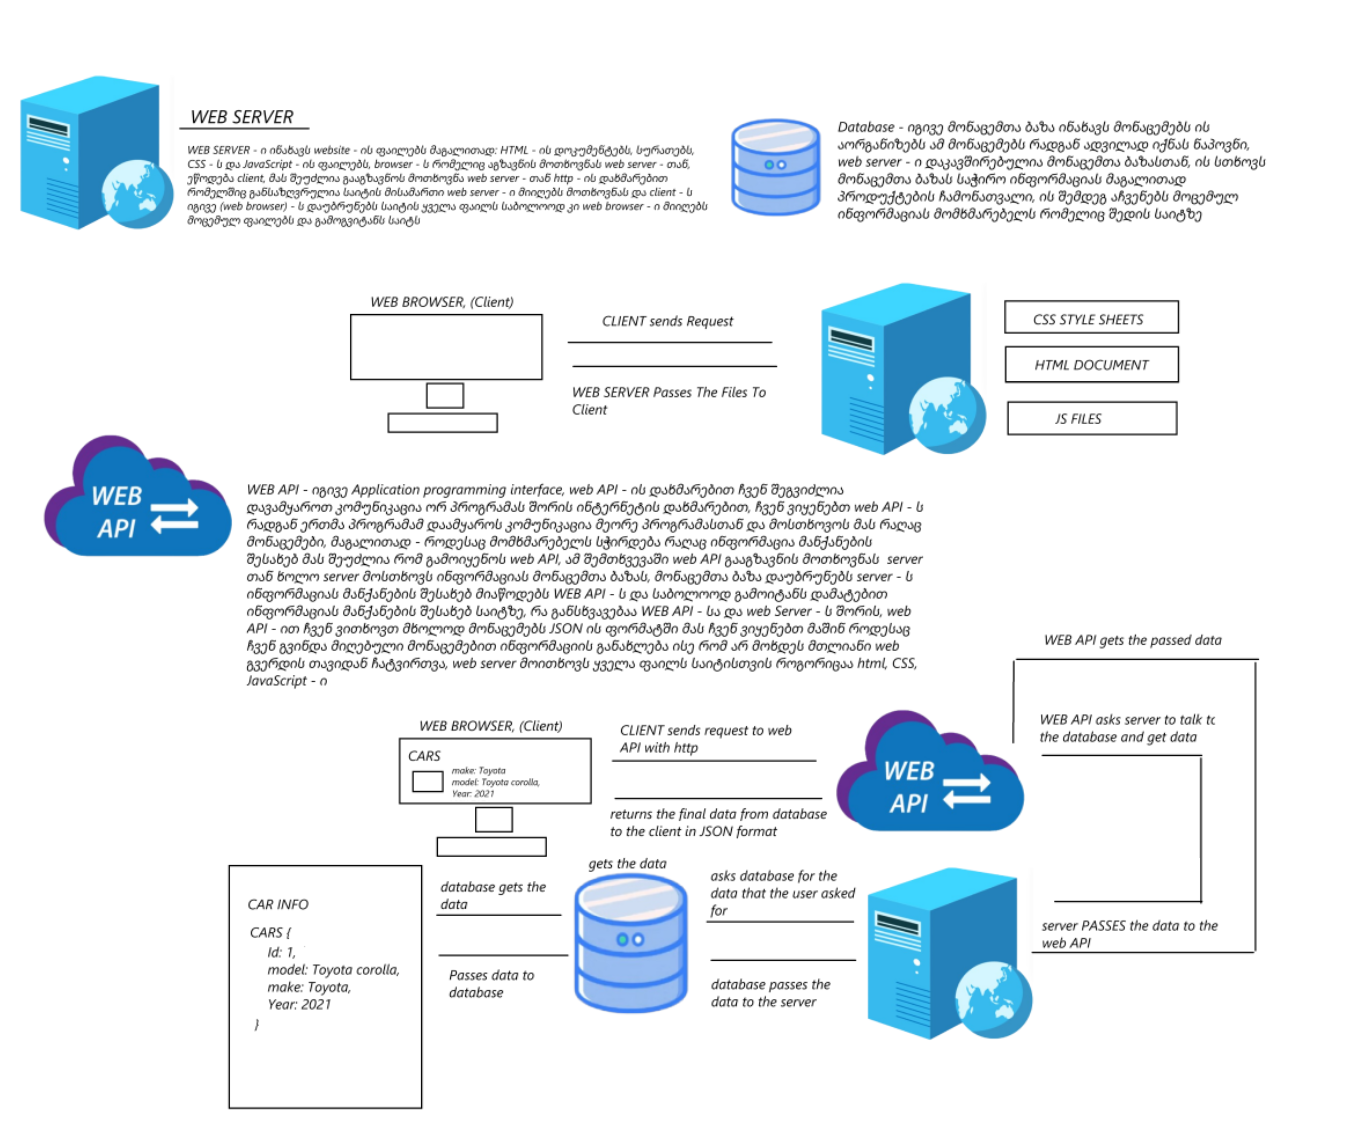 WEB SERVER
WEB SERVER - ი ინახავს website - ის ფაილებს მაგალითად: HTML - ის დოკუმენტებს, სურათებს,
CSS - ს და JavaScript - ის ფაილებს, browser - ს რომელიც აგზავნის მოთხოვნას web server - თან,
ეწოდება client, მას შეუძლია გააგზავნოს მოთხოვნა web server - თან http - ის დახმარებით
რომელშიც განსაზღვრულია საიტის მისამართი web server - ი მიიღებს მოთხოვნას და client - ს
იგივე (web browser) - ს დაუბრუნებს საიტის ყველა ფაილს საბოლოოდ კი web browser - ი მიიღებს
მოცემულ ფაილებს და გამოგვიტანს საიტს
Database - იგივე მონაცემთა ბაზა ინახავს მონაცემებს ის
აორგანიზებს ამ მონაცემებს რადგან ადვილად იქნას ნაპოვნი,
web server - ი დაკავშირებულია მონაცემთა ბაზასთან, ის სთხოვს
მონაცემთა ბაზას საჭირო ინფორმაციას მაგალითად
პროდუქტების ჩამონათვალი, ის შემდეგ აჩვენებს მოცემულ
ინფორმაციას მომხმარებელს რომელიც შედის საიტზე
WEB BROWSER, (Client)
CLIENT sends Request
WEB SERVER Passes The Files To
Client
CSS STYLE SHEETS
HTML DOCUMENT
JS FILES
WEB
API
WEB API - იგივე Application programming interface, web API - ის დახმარებით ჩვენ შეგვიძლია
დავამყაროთ კომუნიკაცია ორ პროგრამას შორის ინტერნეტის დახმარებით, ჩვენ ვიყენებთ web API - ს
რადგან ერთმა პროგრამამ დაამყაროს კომუნიკაცია მეორე პროგრამასთან და მოსთხოვოს მას რაღაც
მონაცემები, მაგალითად - როდესაც მომხმარებელს სჭირდება რაღაც ინფორმაცია მანქანების
შესახებ მას შეუძლია რომ გამოიყენოს web API, ამ შემთხვევაში web API გააგზავნის მოთხოვნას server
თან ხოლო server მოსთხოვს ინფორმაციას მონაცემთა ბაზას, მონაცემთა ბაზა დაუბრუნებს server - ს
ინფორმაციას მანქანების შესახებ მიაწოდებს WEB API - ს და საბოლოოდ გამოიტანს დამატებით
ინფორმაციას მანქანების შესახებ საიტზე, რა განსხვავებაა WEB API - სა და web Server - ს შორის, web
API - ით ჩვენ ვითხოვთ მხოლოდ მონაცემებს JSON ის ფორმატში მას ჩვენ ვიყენებთ მაშინ როდესაც
ჩვენ გვინდა მიღებული მონაცემებით ინფორმაციის განახლება ისე რომ არ მოხდეს მთლიანი web
გვერდის თავიდან ჩატვირთვა, web server მოითხოვს ყველა ფაილს საიტისთვის როგორიცაა html, CSS,
JavaScript - ი
WEB API gets the passed data
WEB API asks server to talk to
the database and get data
WEB BROWSER, (Client)
CARS
make: Toyota
model: Toyota corolla,
Year: 2021
CLIENT sends request to web
API with http
returns the final data from database
to the client in JSON format
WEB
API
gets the data
database gets the
data
Passes data to
database
asks database for the
data that the user asked
for
database passes the
data to the server
server PASSES the data to the
web API
CAR INFO
CARS {
Id: 1,
model: Toyota corolla,
make: Toyota,
Year: 2021
}